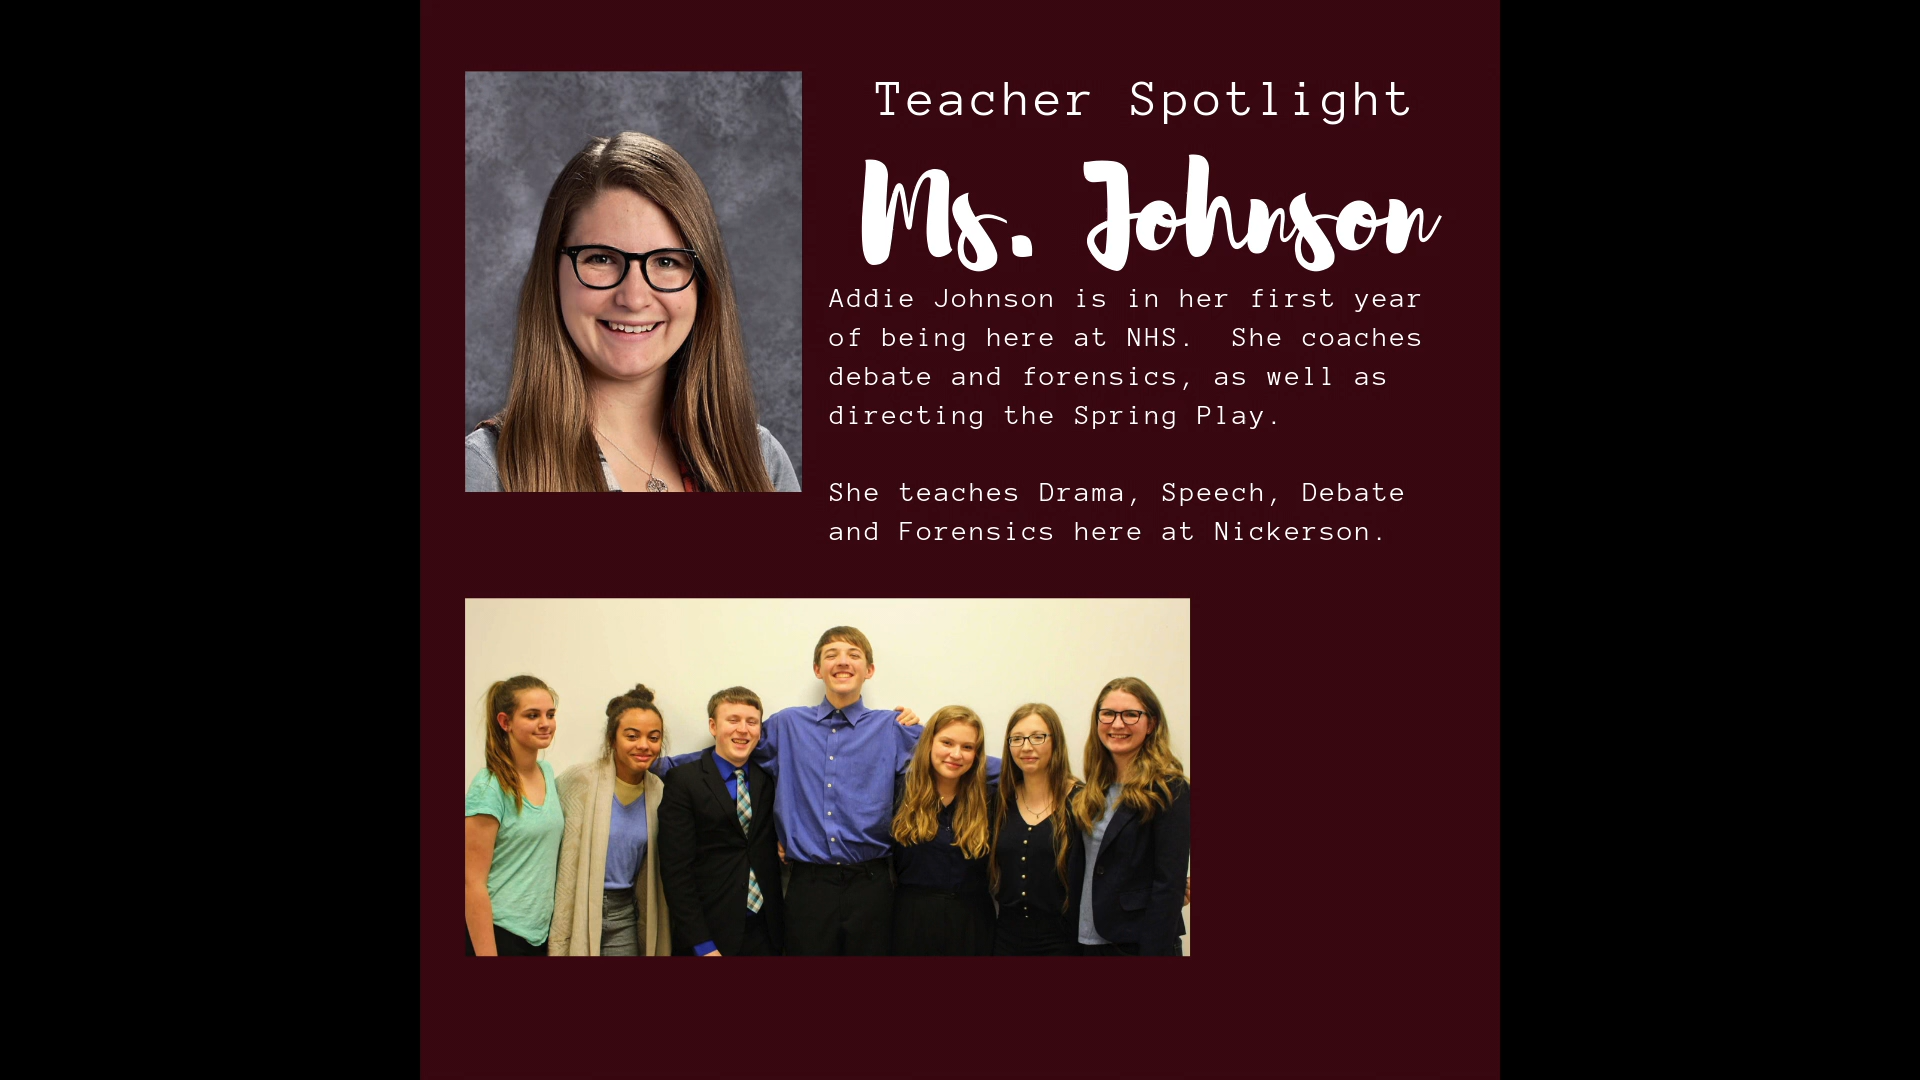 Teacher Spotlight
Ms. Johnson
Addie Johnson is in her first year
of being here at NHS.  She coaches
debate and forensics, as well as
directing the Spring Play.
She teaches Drama, Speech, Debate
and Forensics here at Nickerson.